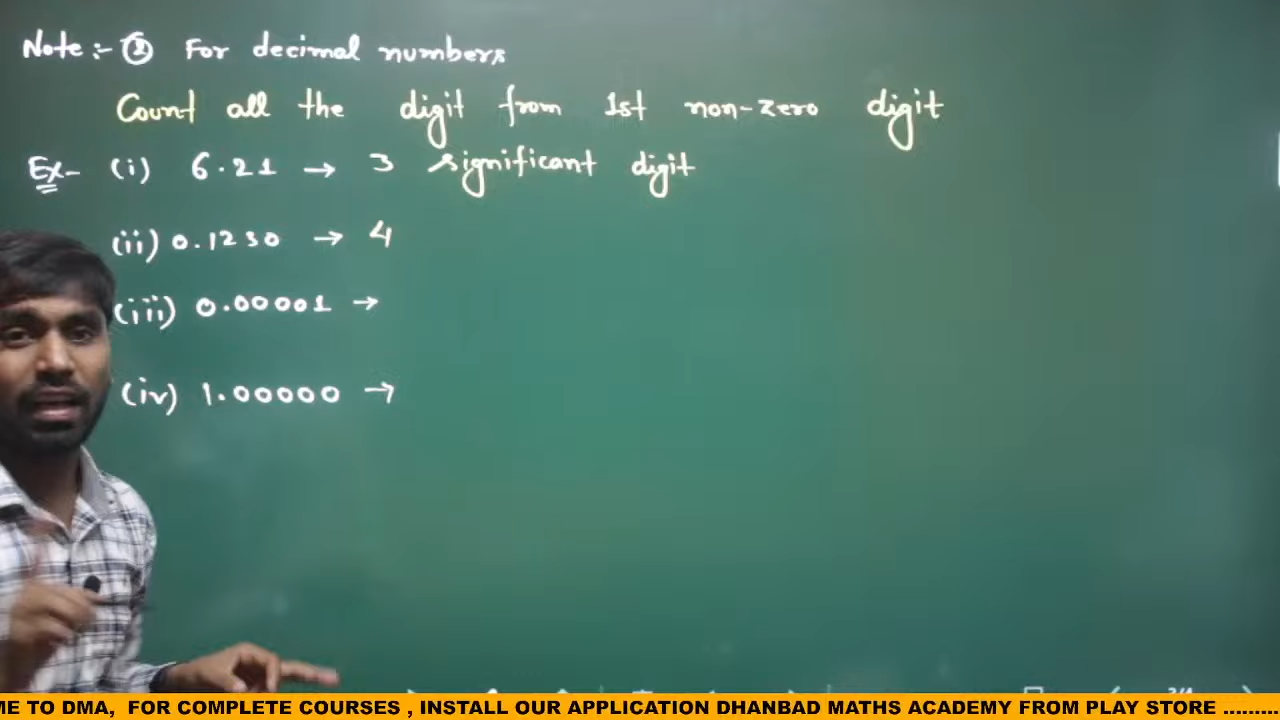 Note :- ② For decimal numbers
Count all the digit from 1st non-zero digit
Ex- (i) 6.21 → 3 significant digit
(ii) 0.1230 → 4
(iii) 0.00001 →
(iv) 1.00000 →
ME TO DMA, FOR COMPLETE COURSES , INSTALL OUR APPLICATION DHANBAD MATHS ACADEMY FROM PLAY STORE .........